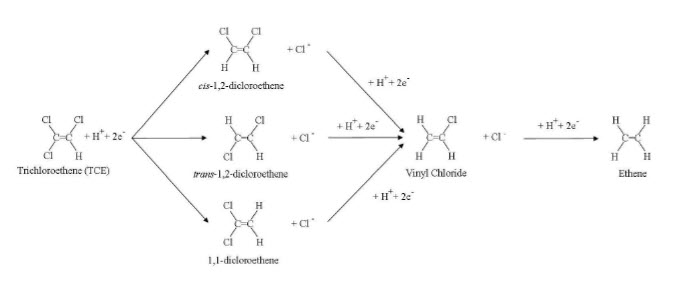 Cl Cl
C=C
H H
+ Cl⁻
cis-1,2-dicloroethene
+ H⁺+ 2e⁻
Cl Cl
C=C
Cl H
+ H⁺+ 2e⁻
Trichloroethene (TCE)
H Cl
C=C
Cl H
+ Cl⁻
trans-1,2-dicloroethene
+ H⁺+ 2e⁻
H Cl
C=C
H H
+ Cl⁻
Vinyl Chloride
+ H⁺+ 2e⁻
H H
C=C
H H
Ethene
Cl H
C=C
Cl H
+ Cl⁻
1,1-dicloroethene
+ H⁺+ 2e⁻